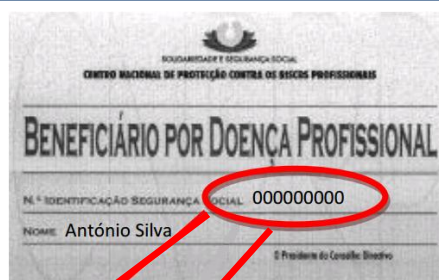 SOLIDARIEDADE E SEGURANÇA SOCIAL
CENTRO NACIONAL DE PROTECÇÃO CONTRA OS RISCOS PROFISSIONAIS
BENEFICIÁRIO POR DOENÇA PROFISSIONAL
N.º IDENTIFICAÇÃO SEGURANÇA SOCIAL 000000000
NOME António Silva
O Presidente do Conselho Directivo